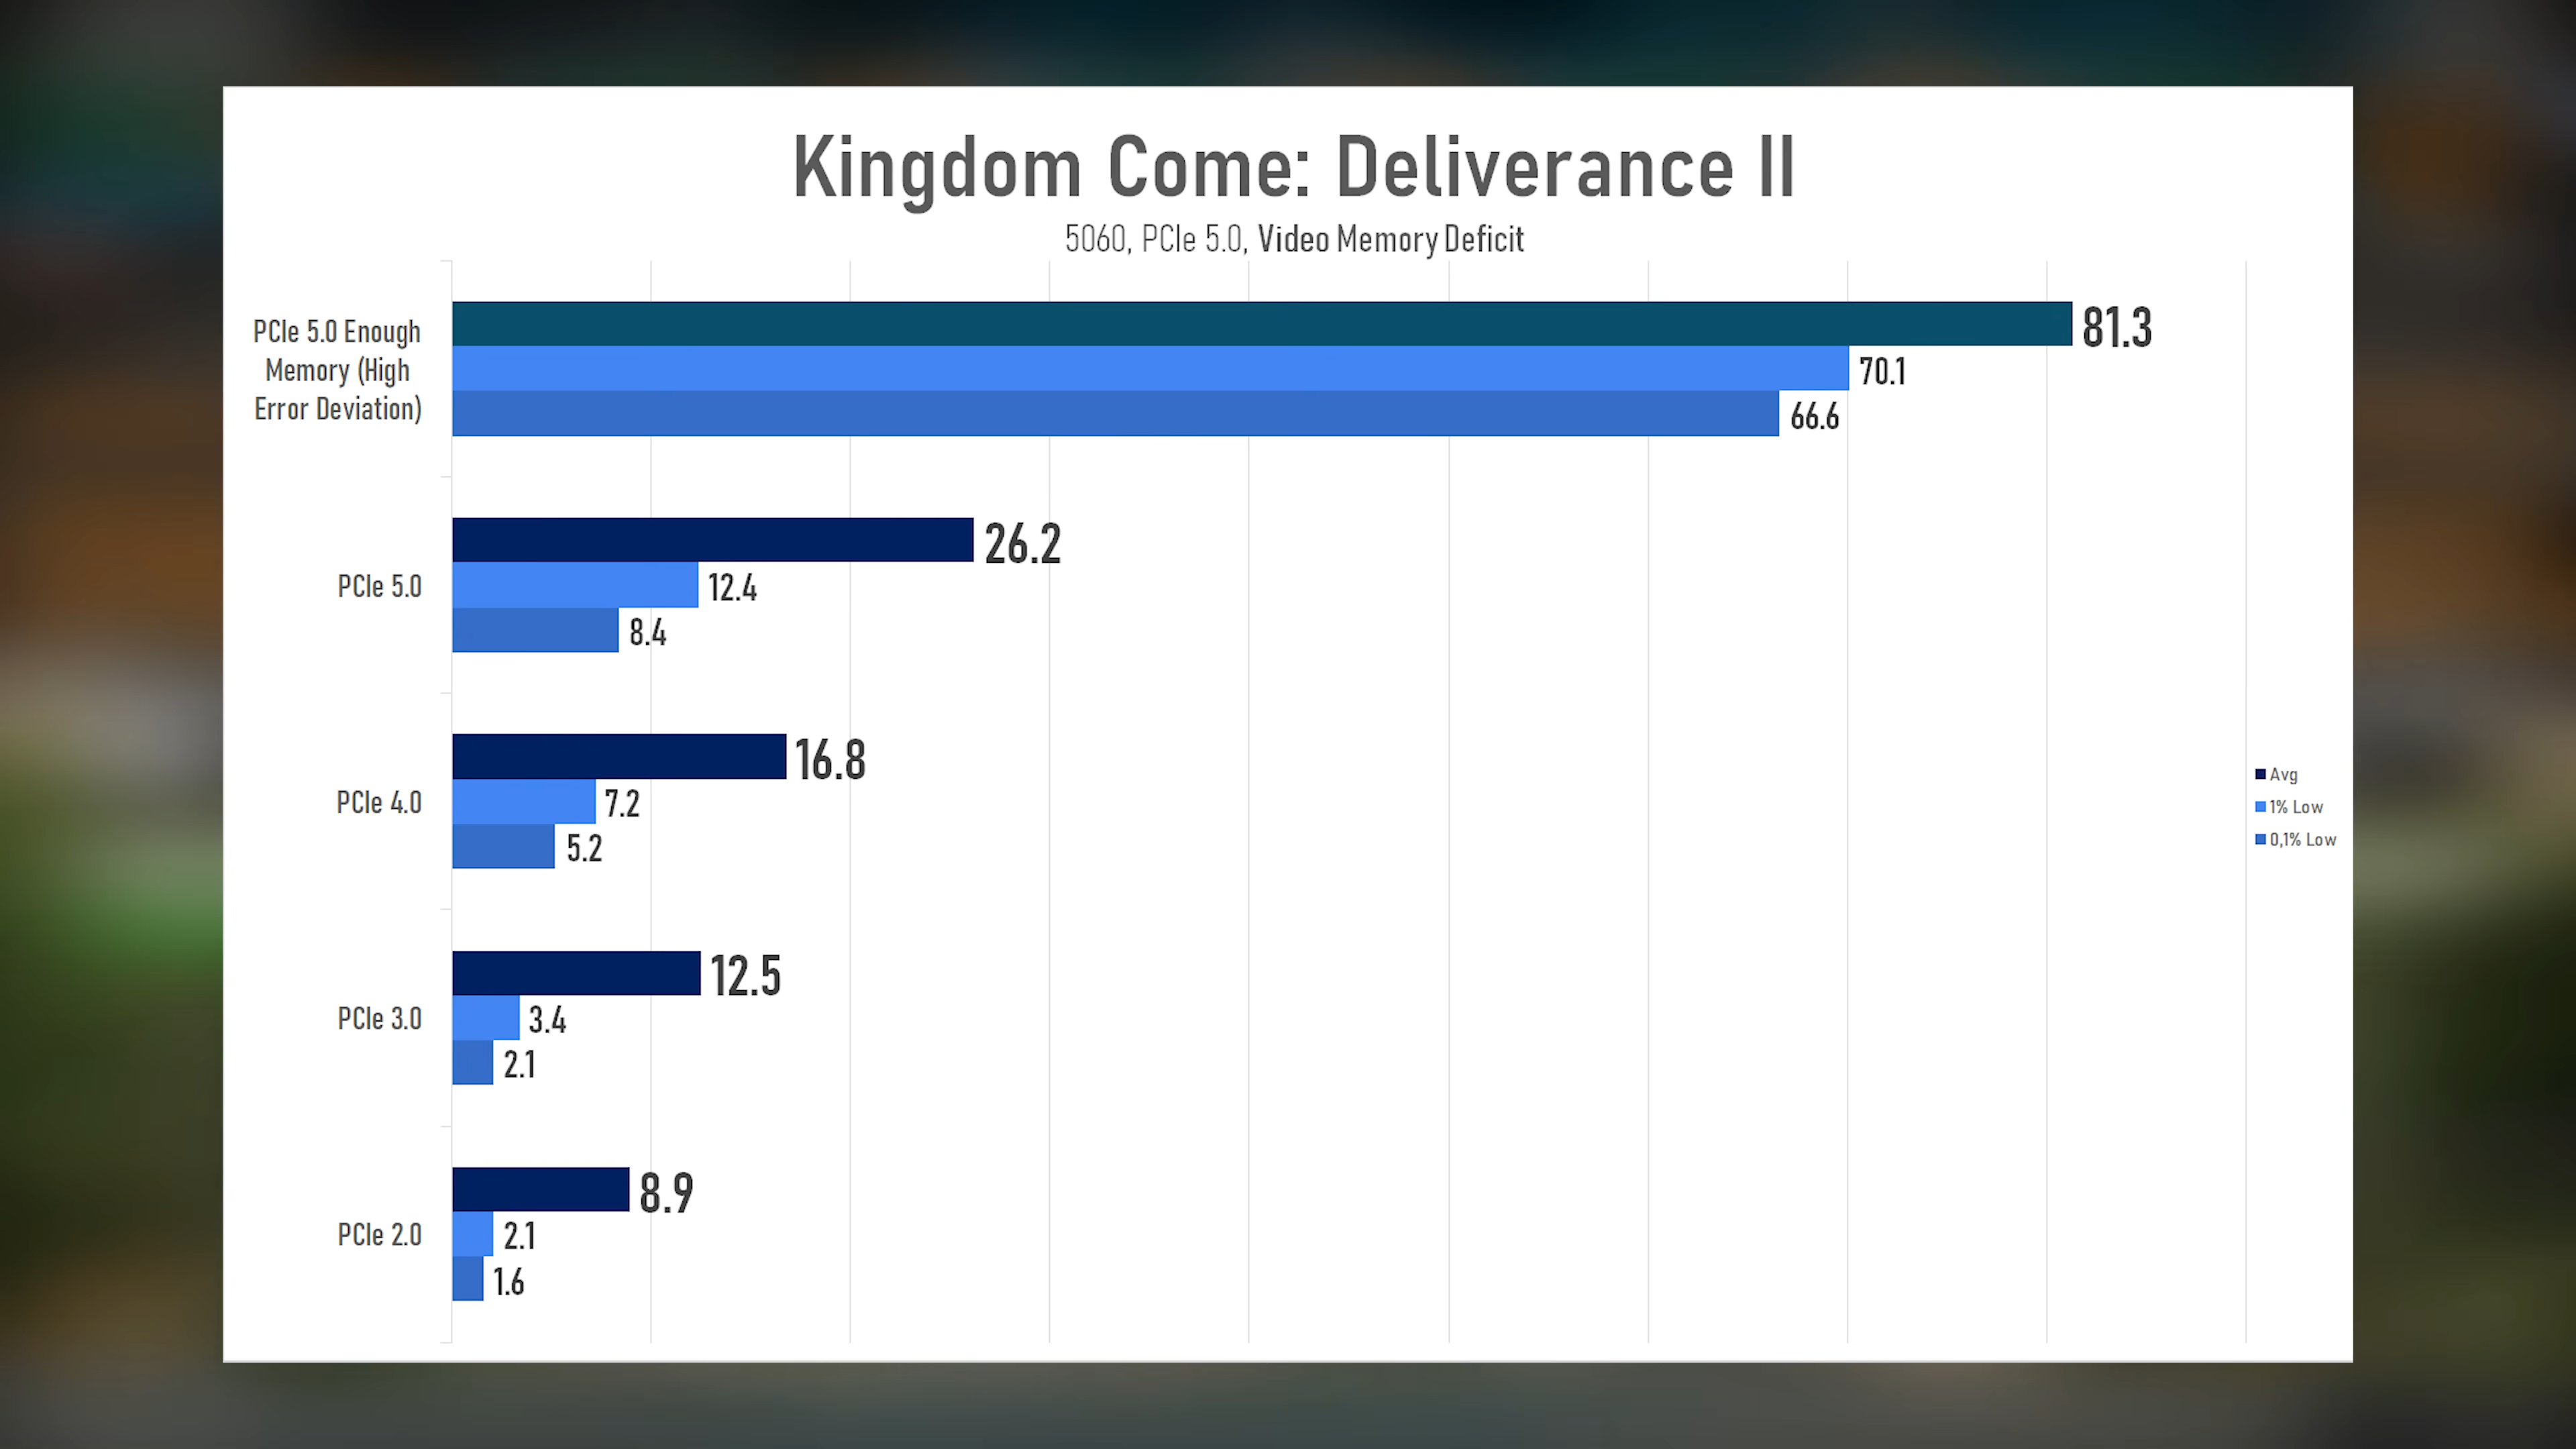 Kingdom Come: Deliverance II
5060, PCIe 5.0, Video Memory Deficit
PCIe 5.0 Enough
Memory (High
Error Deviation)
81.3
70.1
66.6
PCIe 5.0
26.2
12.4
8.4
PCIe 4.0
16.8
7.2
5.2
PCIe 3.0
12.5
3.4
2.1
PCIe 2.0
8.9
2.1
1.6
Avg
1% Low
0,1% Low